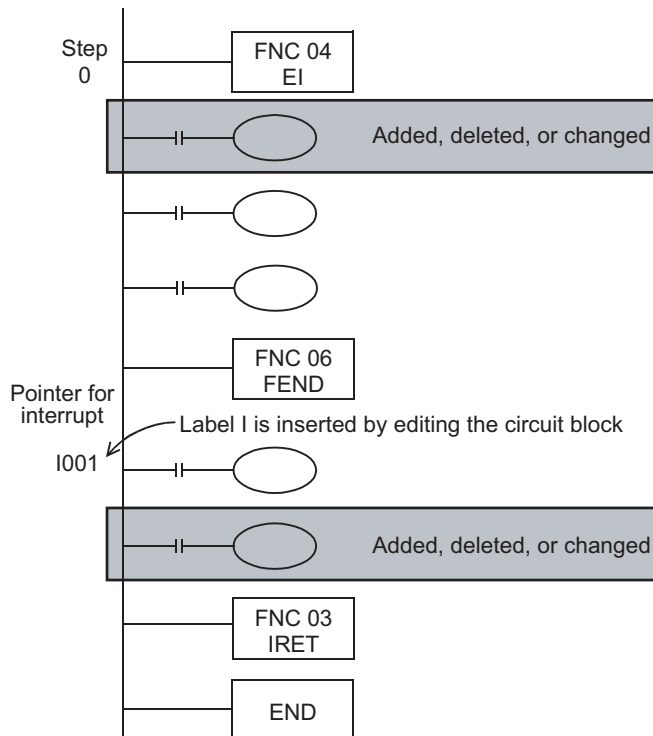 Step
0
FNC 04
EI
Added, deleted, or changed
FNC 06
FEND
Pointer for
interrupt
Label I is inserted by editing the circuit block
I001
Added, deleted, or changed
FNC 03
IRET
END